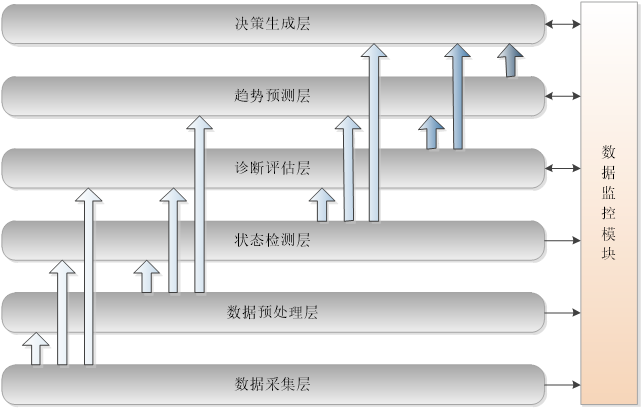 决策生成层
趋势预测层
诊断评估层
状态检测层
数据预处理层
数据采集层
数据监控模块